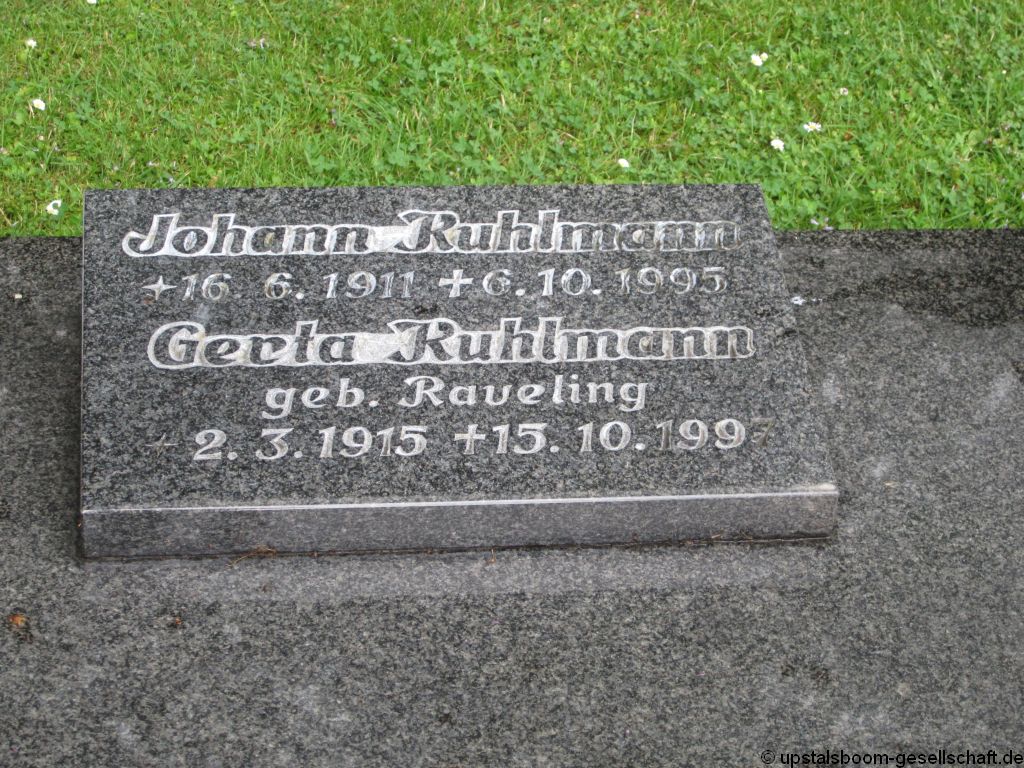 Johann Ruhlmann
* 16. 6. 1911 + 6. 10. 1995
Gerta Ruhlmann
geb. Raveling
* 2. 3. 1915 + 15. 10. 1997
© upstalsboom-gesellschaft.de